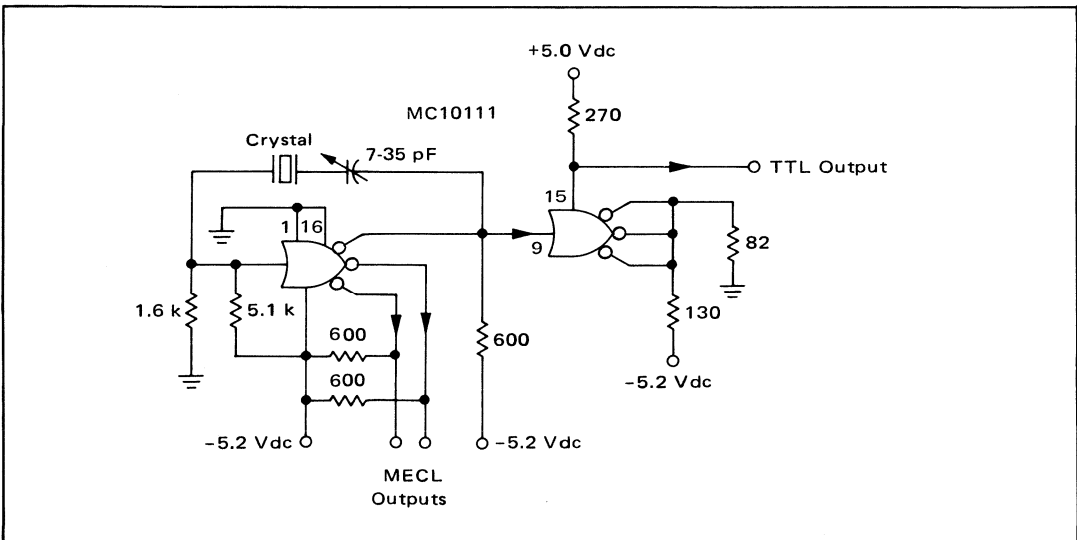 +5.0 Vdc
270
MC10111
Crystal
7-35 pF
TTL Output
15
1 16
9
82
1.6 k
5.1 k
130
600
600
600
-5.2 Vdc
-5.2 Vdc
-5.2 Vdc
MECL
Outputs